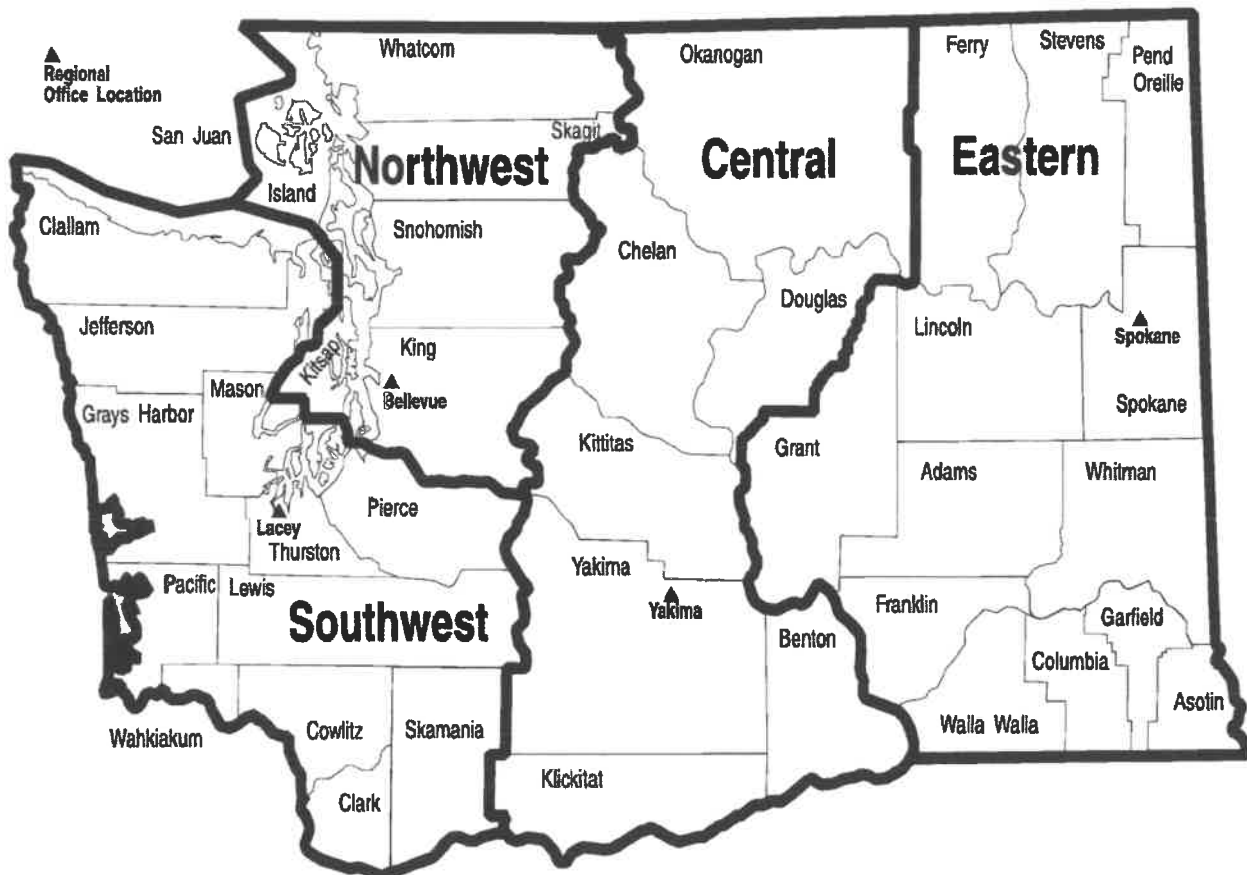 Regional
Office Location
Whatcom
Okanogan
Ferry
Stevens
Pend
Oreille
San Juan
Skagit
Island
Northwest
Central
Eastern
Clallam
Snohomish
Chelan
Douglas
Jefferson
Kitsap
King
Lincoln
Spokane
Mason
Bellevue
Grays Harbor
Spokane
Kittitas
Grant
Adams
Whitman
Pierce
Lacey
Thurston
Yakima
Pacific
Lewis
Yakima
Franklin
Garfield
Southwest
Benton
Columbia
Asotin
Wahkiakum
Cowlitz
Skamania
Walla Walla
Klickitat
Clark